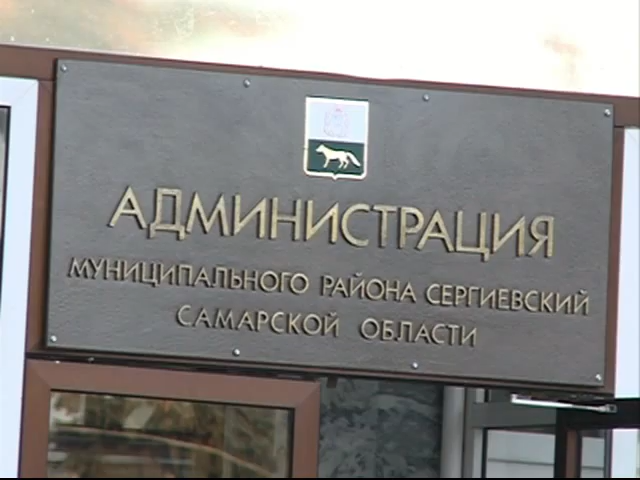 АДМИНИСТРАЦИЯ
МУНИЦИПАЛЬНОГО РАЙОНА СЕРГИЕВСКИЙ
САМАРСКОЙ ОБЛАСТИ